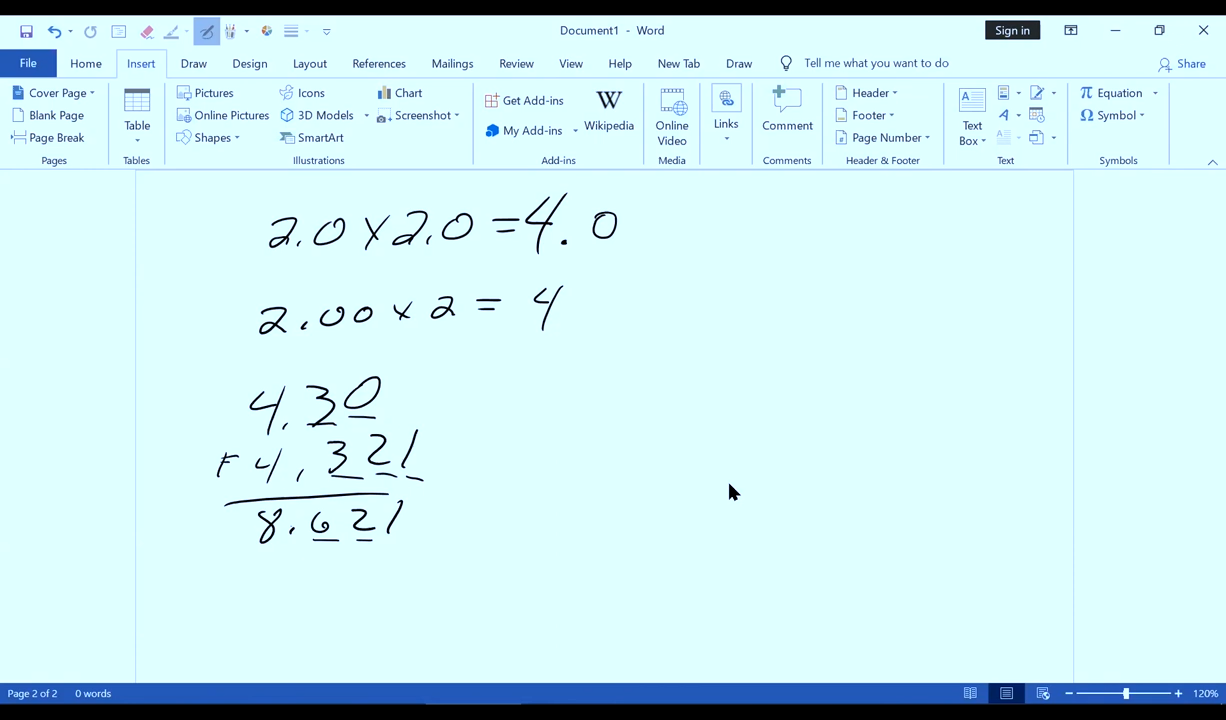 Document1 - Word
Sign in
File Home Insert Draw Design Layout References Mailings Review View Help New Tab Draw Tell me what you want to do Share
Cover Page
Blank Page
Page Break
Pages
Table
Tables
Pictures
Online Pictures
Shapes
Icons
3D Models
SmartArt
Chart
Screenshot
Illustrations
Get Add-ins
My Add-ins
Wikipedia
Add-ins
Online
Video
Media
Links
Comment
Comments
Header
Footer
Page Number
Header & Footer
Text
Box
Text
Equation
Symbol
Symbols
2.0 x 2.0 = 4.0
2.00 x 2 = 4
4.30
+ 4.321
8.621
Page 2 of 2 0 words
120%